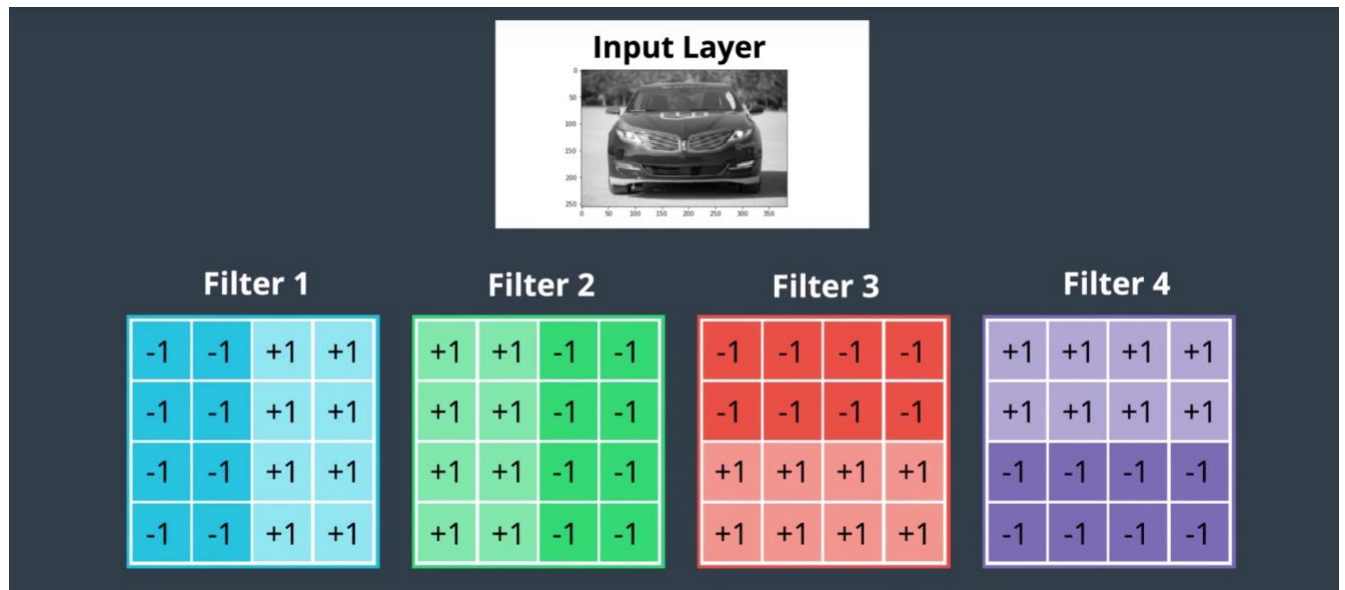 Input Layer
0
50
100
150
200
250
0 50 100 150 200 250 300 350
Filter 1 Filter 2 Filter 3 Filter 4
-1 -1 +1 +1 +1 +1 -1 -1 -1 -1 -1 -1 +1 +1 +1 +1
-1 -1 +1 +1 +1 +1 -1 -1 -1 -1 -1 -1 +1 +1 +1 +1
-1 -1 +1 +1 +1 +1 -1 -1 +1 +1 +1 +1 -1 -1 -1 -1
-1 -1 +1 +1 +1 +1 -1 -1 +1 +1 +1 +1 -1 -1 -1 -1